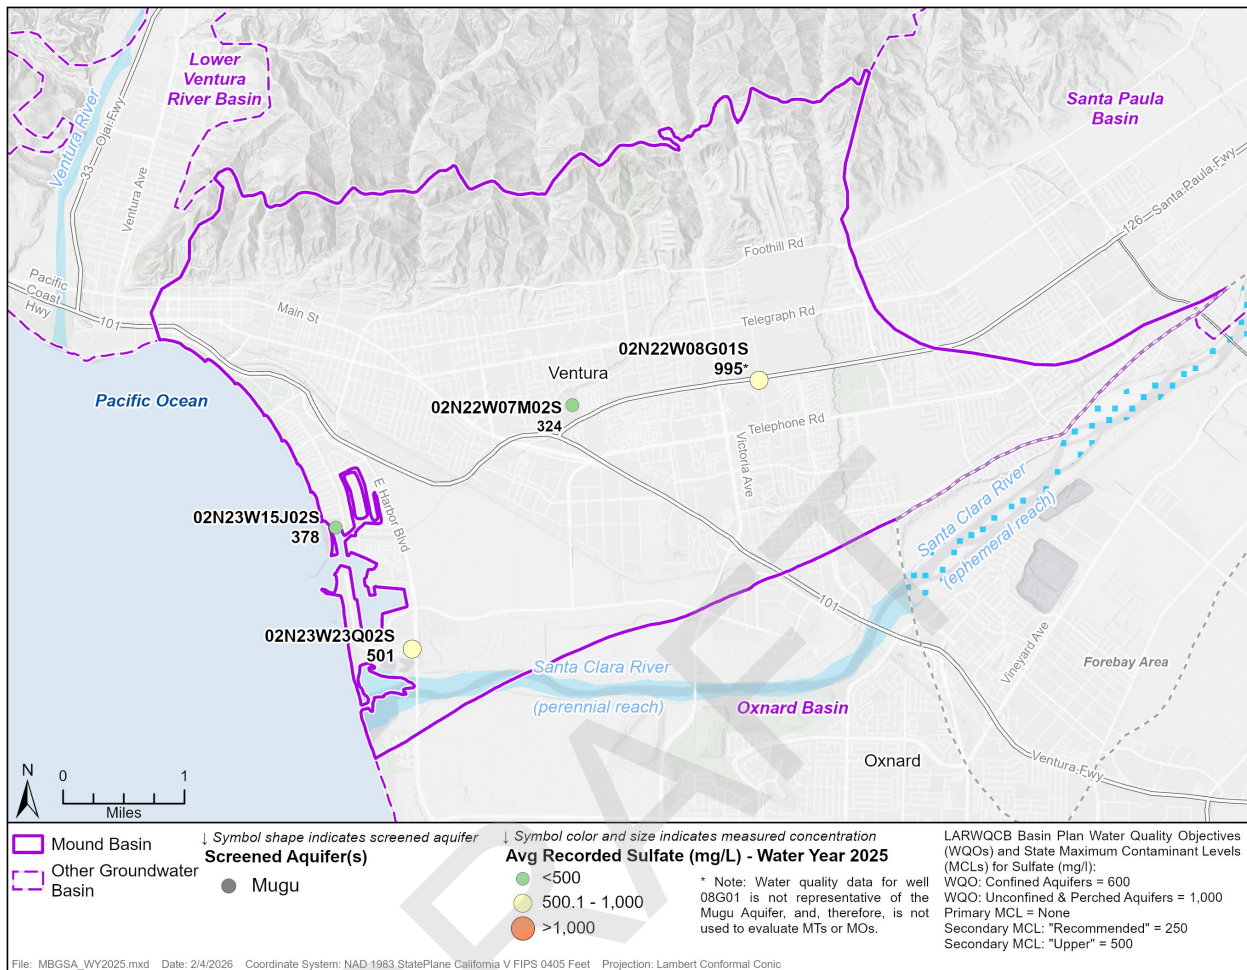 Lower
Ventura
River Basin
Santa Paula
Basin
Ventura River
33
Ojai Fwy
Ventura Ave
126
Santa Paula Fwy
Foothill Rd
Pacific
Coast
Hwy
101
Main St
Telegraph Rd
02N22W08G01S
995*
Ventura
Pacific Ocean
02N22W07M02S
324
Telephone Rd
Victoria Ave
E Harbor Blvd
02N23W15J02S
378
Santa Clara River
(ephemeral reach)
101
02N23W23Q02S
501
Santa Clara River
(perennial reach)
Vineyard Ave
Forebay Area
Oxnard Basin
Oxnard
Ventura Fwy
DRAFT
N
0 1
Miles
Mound Basin
Other Groundwater
Basin
↓ Symbol shape indicates screened aquifer
Screened Aquifer(s)
Mugu
↓ Symbol color and size indicates measured concentration
Avg Recorded Sulfate (mg/L) - Water Year 2025
<500
500.1 - 1,000
>1,000
* Note: Water quality data for well
08G01 is not representative of the
Mugu Aquifer, and, therefore, is not
used to evaluate MTs or MOs.
LARWQCB Basin Plan Water Quality Objectives
(WQOs) and State Maximum Contaminant Levels
(MCLs) for Sulfate (mg/l):
WQO: Confined Aquifers = 600
WQO: Unconfined & Perched Aquifers = 1,000
Primary MCL = None
Secondary MCL: "Recommended" = 250
Secondary MCL: "Upper" = 500
File: MBGSA_WY2025.mxd Date: 2/4/2026 Coordinate System: NAD 1983 StatePlane California V FIPS 0405 Feet Projection: Lambert Conformal Conic